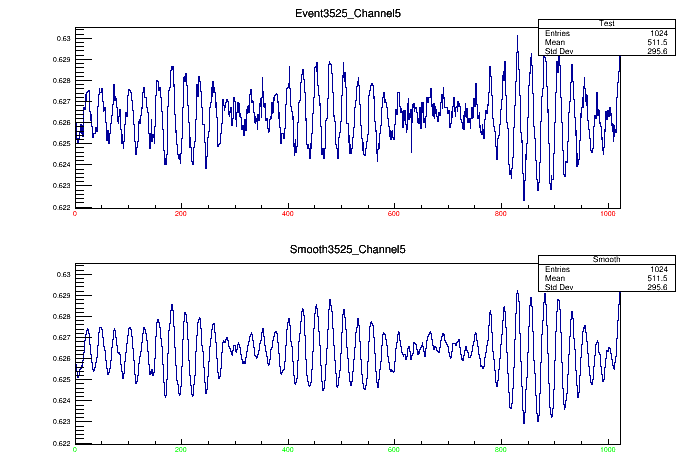 Event3525_Channel5
Test
Entries 1024
Mean 511.5
Std Dev 295.6
0.63
0.629
0.628
0.627
0.626
0.625
0.624
0.623
0.622
0 200 400 600 800 1000
Smooth3525_Channel5
Smooth
Entries 1024
Mean 511.5
Std Dev 295.6
0.63
0.629
0.628
0.627
0.626
0.625
0.624
0.623
0.622
0 200 400 600 800 1000